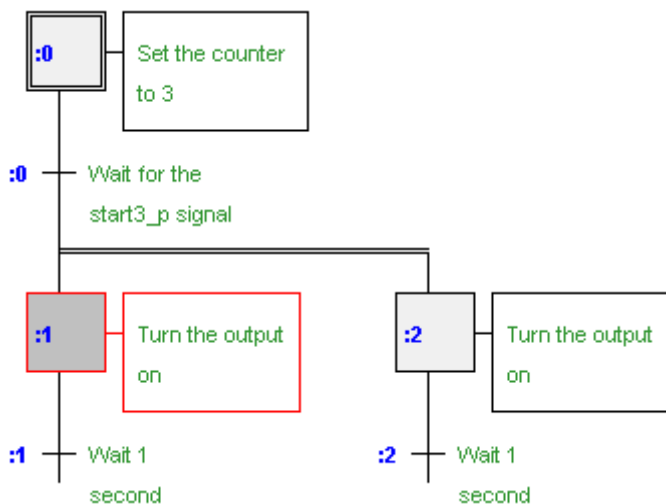 :0
Set the counter
to 3
:0
Wait for the
start3_p signal
:1
Turn the output
on
:2
Turn the output
on
:1
Wait 1
second
:2
Wait 1
second